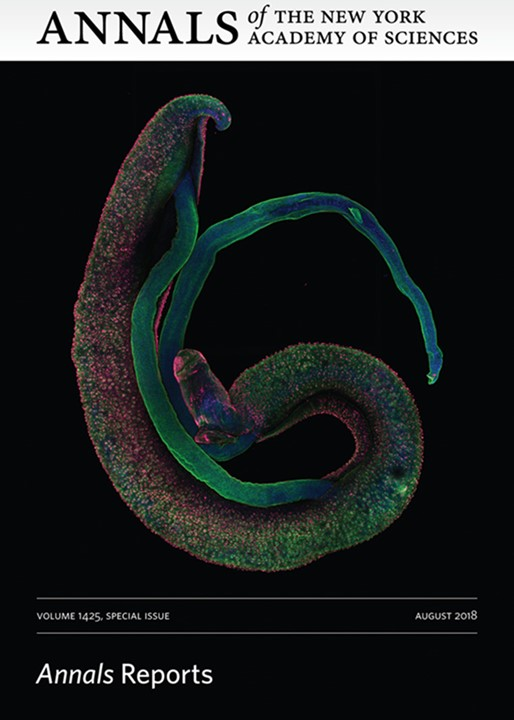 ANNALS of THE NEW YORK
ACADEMY OF SCIENCES
VOLUME 1425, SPECIAL ISSUE
AUGUST 2018
Annals Reports